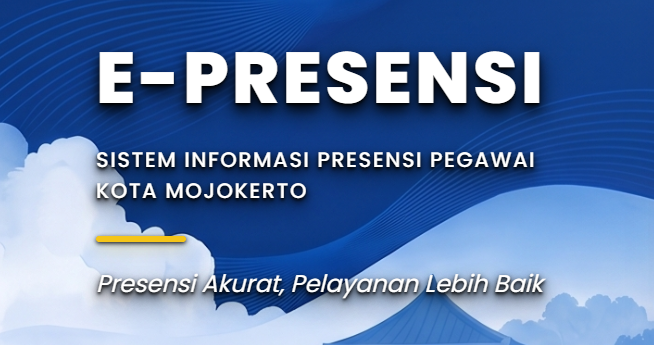 E-PRESENSI
SISTEM INFORMASI PRESENSI PEGAWAI
KOTA MOJOKERTO
Presensi Akurat, Pelayanan Lebih Baik